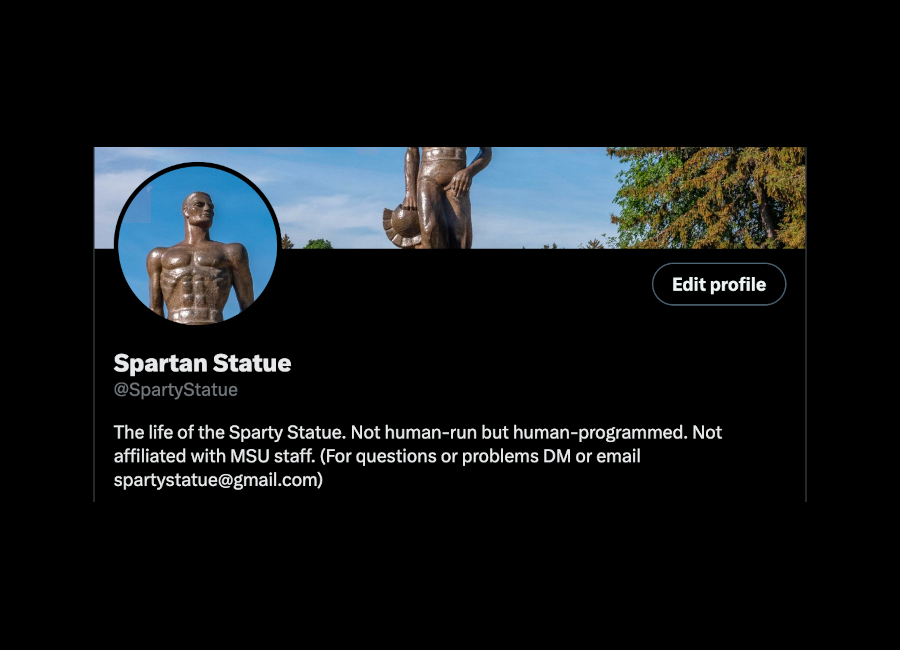 Edit profile
Spartan Statue
@SpartyStatue
The life of the Sparty Statue. Not human-run but human-programmed. Not
affiliated with MSU staff. (For questions or problems DM or email
spartystatue@gmail.com)